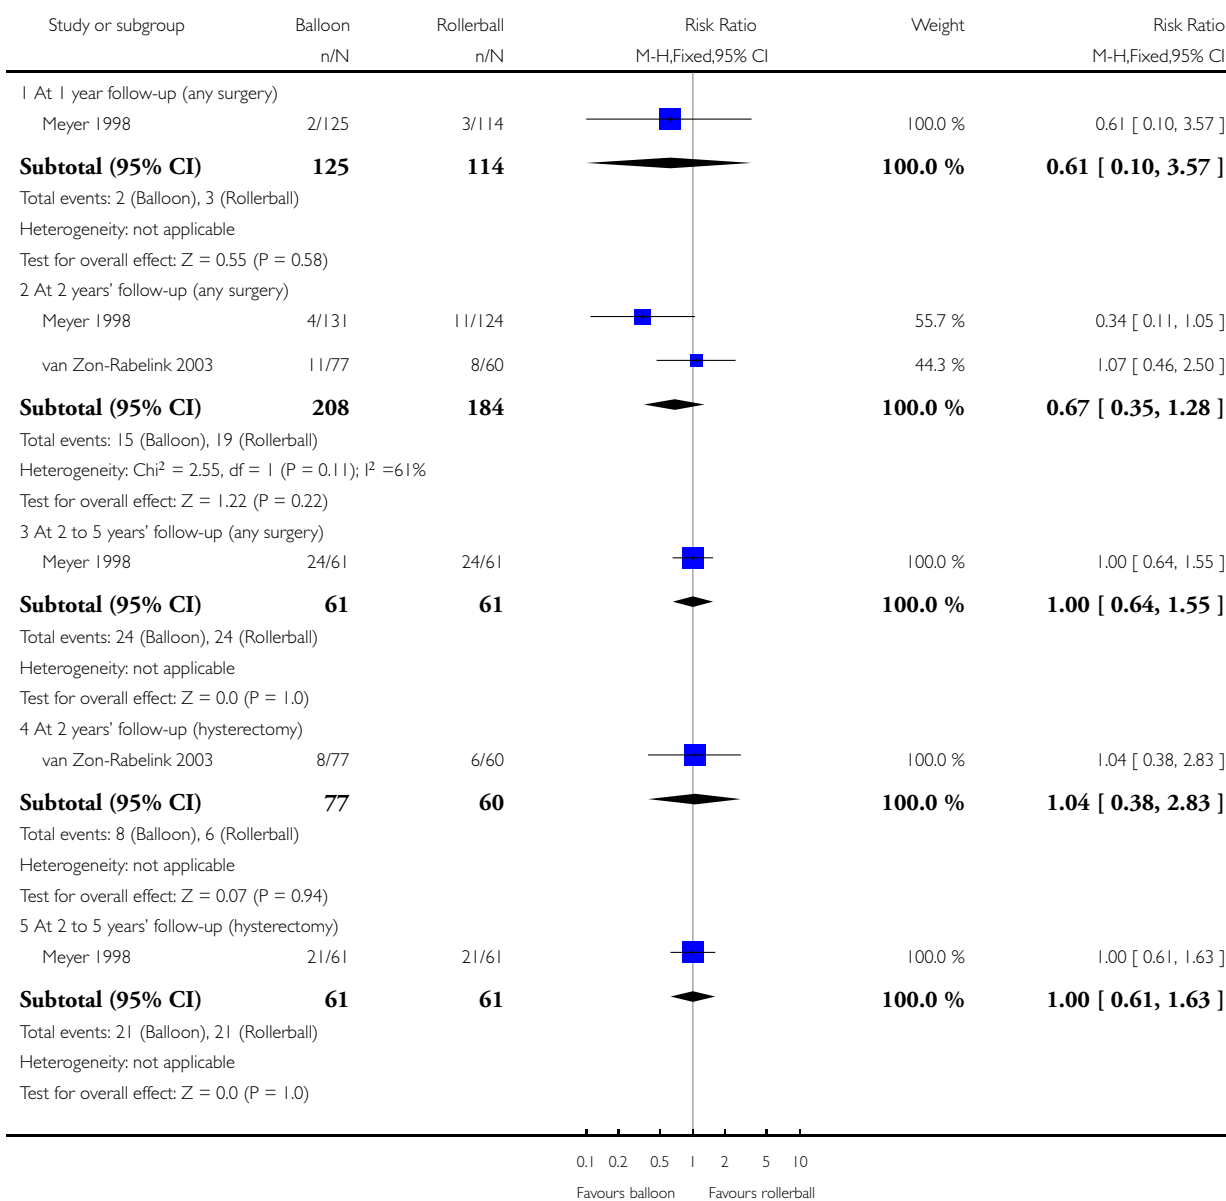 Study or subgroup Balloon Rollerball Risk Ratio Weight Risk Ratio
n/N n/N M-H,Fixed,95% CI M-H,Fixed,95% CI
1 At 1 year follow-up (any surgery)
Meyer 1998 2/125 3/114 100.0 % 0.61 [ 0.10, 3.57 ]
Subtotal (95% CI) 125 114 100.0 % 0.61 [ 0.10, 3.57 ]
Total events: 2 (Balloon), 3 (Rollerball)
Heterogeneity: not applicable
Test for overall effect: Z = 0.55 (P = 0.58)
2 At 2 years' follow-up (any surgery)
Meyer 1998 4/131 11/124 55.7 % 0.34 [ 0.11, 1.05 ]
van Zon-Rabelink 2003 11/77 8/60 44.3 % 1.07 [ 0.46, 2.50 ]
Subtotal (95% CI) 208 184 100.0 % 0.67 [ 0.35, 1.28 ]
Total events: 15 (Balloon), 19 (Rollerball)
Heterogeneity: Chi² = 2.55, df = 1 (P = 0.11); I² =61%
Test for overall effect: Z = 1.22 (P = 0.22)
3 At 2 to 5 years' follow-up (any surgery)
Meyer 1998 24/61 24/61 100.0 % 1.00 [ 0.64, 1.55 ]
Subtotal (95% CI) 61 61 100.0 % 1.00 [ 0.64, 1.55 ]
Total events: 24 (Balloon), 24 (Rollerball)
Heterogeneity: not applicable
Test for overall effect: Z = 0.0 (P = 1.0)
4 At 2 years' follow-up (hysterectomy)
van Zon-Rabelink 2003 8/77 6/60 100.0 % 1.04 [ 0.38, 2.83 ]
Subtotal (95% CI) 77 60 100.0 % 1.04 [ 0.38, 2.83 ]
Total events: 8 (Balloon), 6 (Rollerball)
Heterogeneity: not applicable
Test for overall effect: Z = 0.07 (P = 0.94)
5 At 2 to 5 years' follow-up (hysterectomy)
Meyer 1998 21/61 21/61 100.0 % 1.00 [ 0.61, 1.63 ]
Subtotal (95% CI) 61 61 100.0 % 1.00 [ 0.61, 1.63 ]
Total events: 21 (Balloon), 21 (Rollerball)
Heterogeneity: not applicable
Test for overall effect: Z = 0.0 (P = 1.0)
0.1 0.2 0.5 1 2 5 10
Favours balloon Favours rollerball